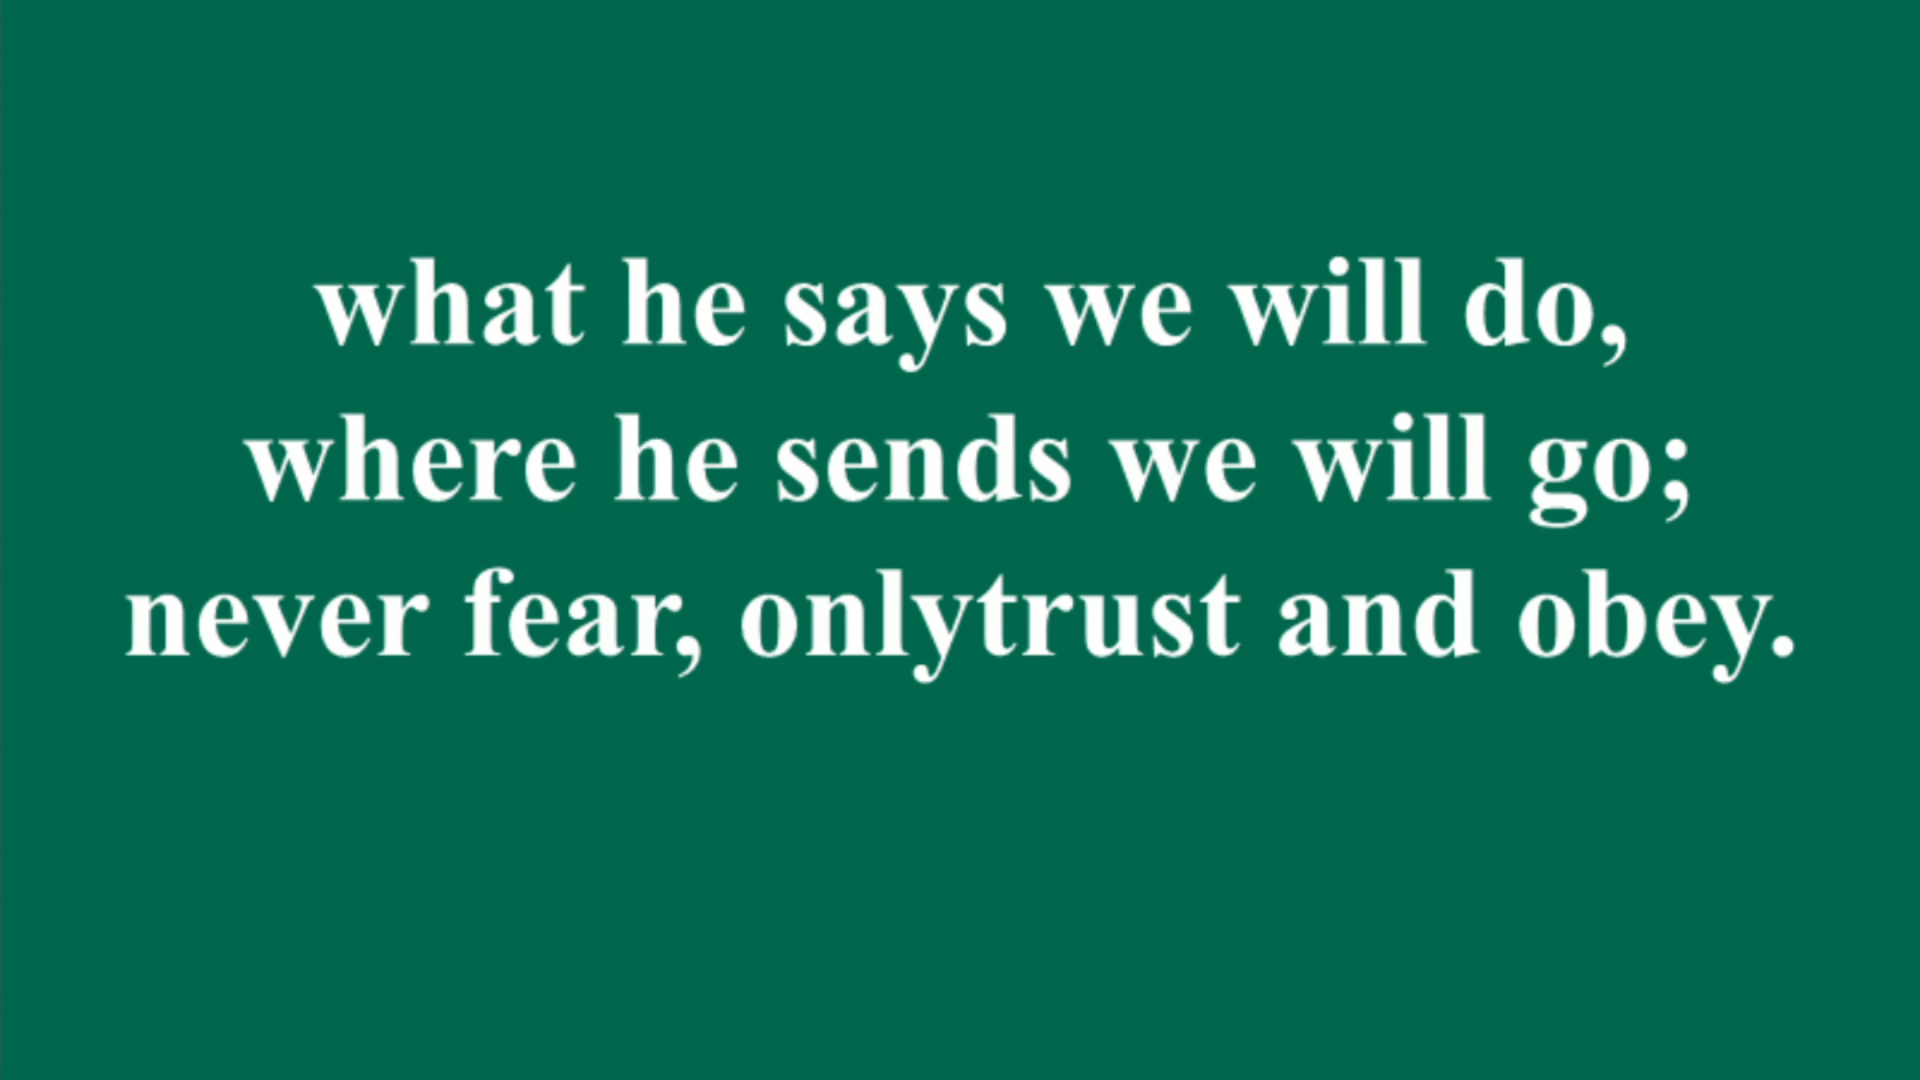 what he says we will do,
where he sends we will go;
never fear, onlytrust and obey.